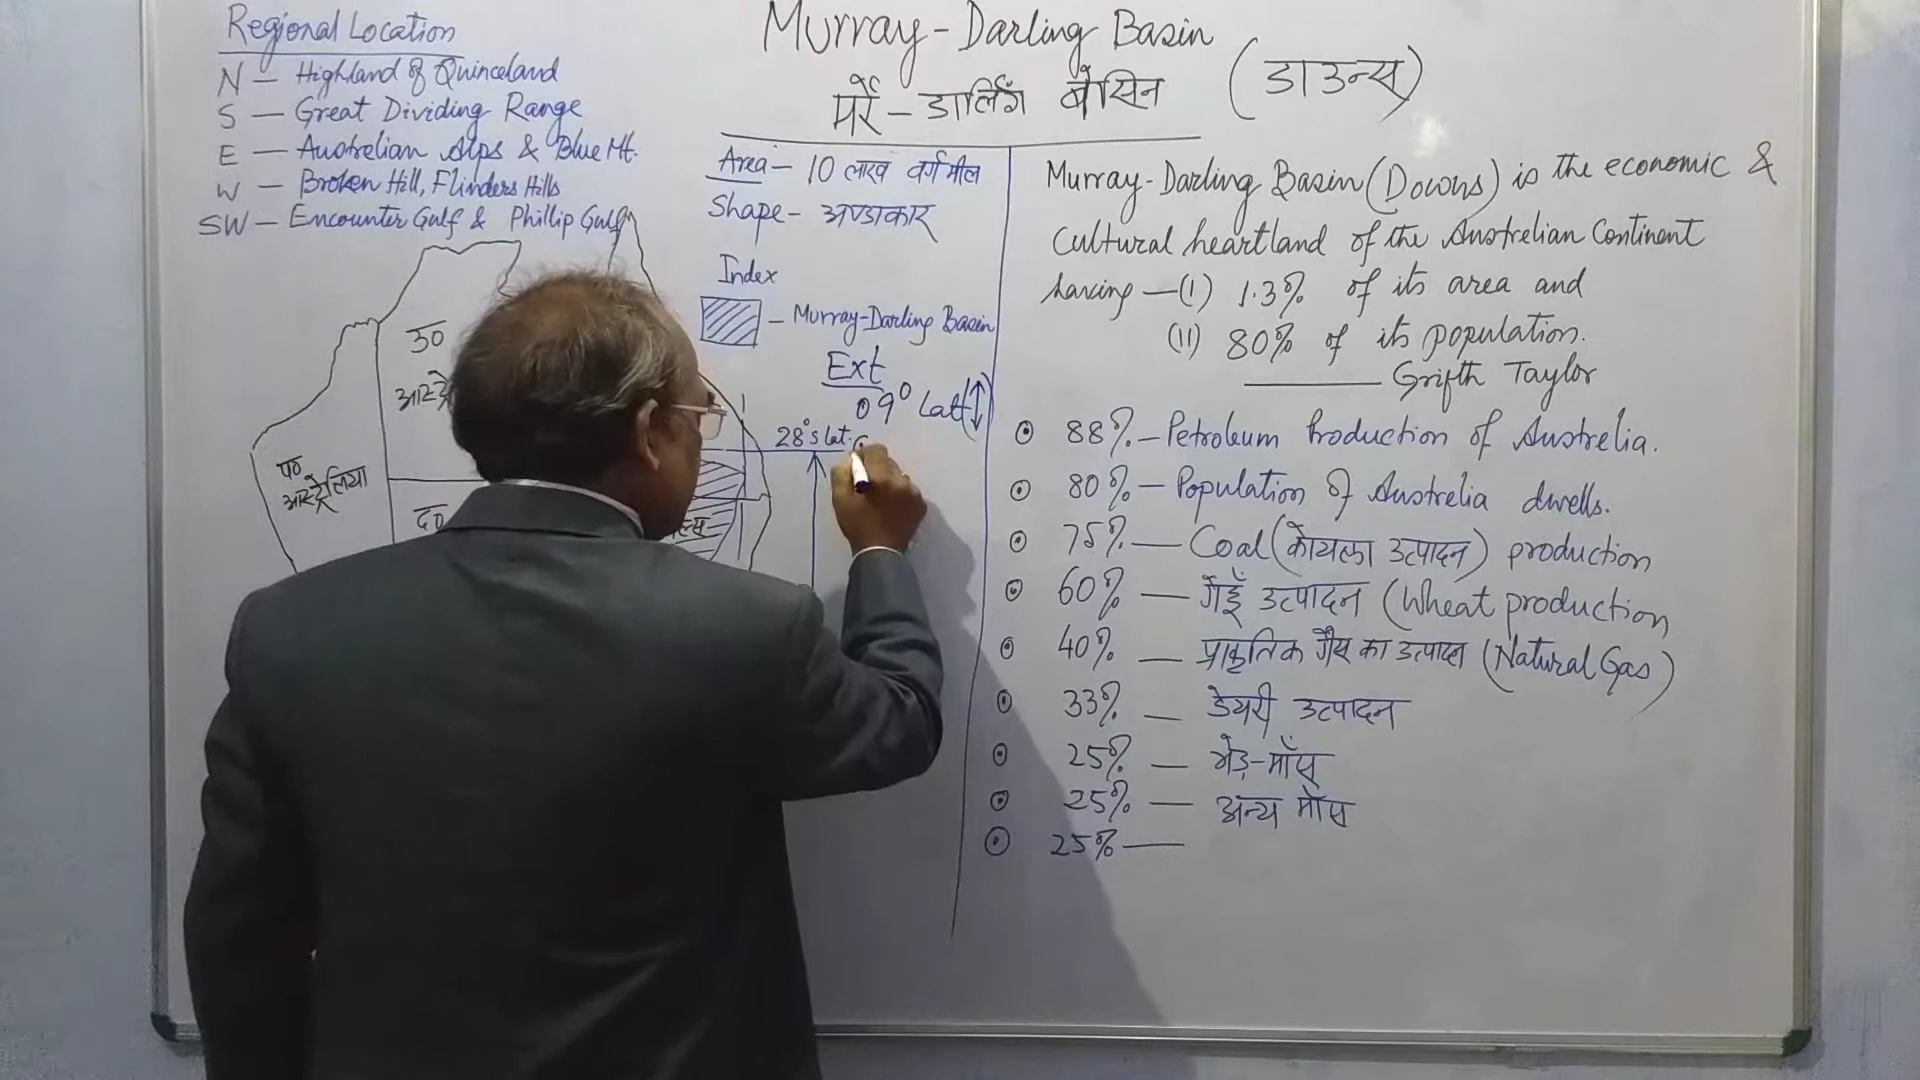 Regional Location
N — Highland of Quinceland
S — Great Dividing Range
E — Australian Alps & Blue Mt.
W — Broken Hill, Flinders Hills
SW — Encounter Gulf & Phillip Gulf
उ०
आस्ट्रे
प०
आस्ट्रेलिया
द०
ल्स
Murray-Darling Basin
मर्रे-डार्लिंग बेसिन (डाउन्स)
Area - 10 लाख वर्ग मील
Shape - अण्डाकार
Index
- Murray-Darling Basin
Ext
09° Latt
28°s Lat.
Murray-Darling Basin (Downs) is the economic &
Cultural heartland of the Australian Continent
having - (I) 1.3% of its area and
(II) 80% of its population.
Grifth Taylor
88% - Petroleum Production of Australia.
80% - Population of Australia dwells.
75% — Coal (कोयला उत्पादन) production
60% — गेहूँ उत्पादन (Wheat production
40% — प्राकृतिक गैस का उत्पादन (Natural Gas)
33% — डेयरी उत्पादन
25% — भेड़-माँस
25% — अन्य माँस
25% —